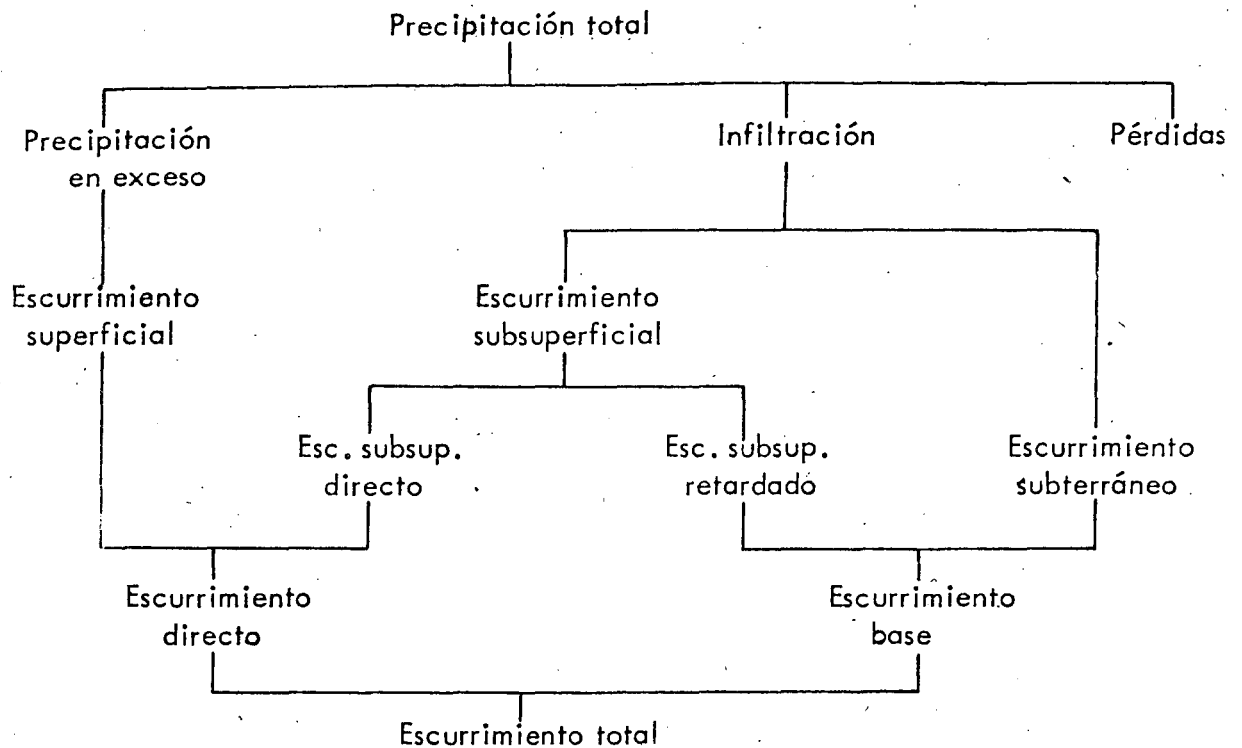 Precipitación total
Precipitación
en exceso
Infiltración
Pérdidas
Escurrimiento
superficial
Escurrimiento
subsuperficial
Esc. subsup.
directo
Esc. subsup.
retardado
Escurrimiento
subterráneo
Escurrimiento
directo
Escurrimiento
base
Escurrimiento total